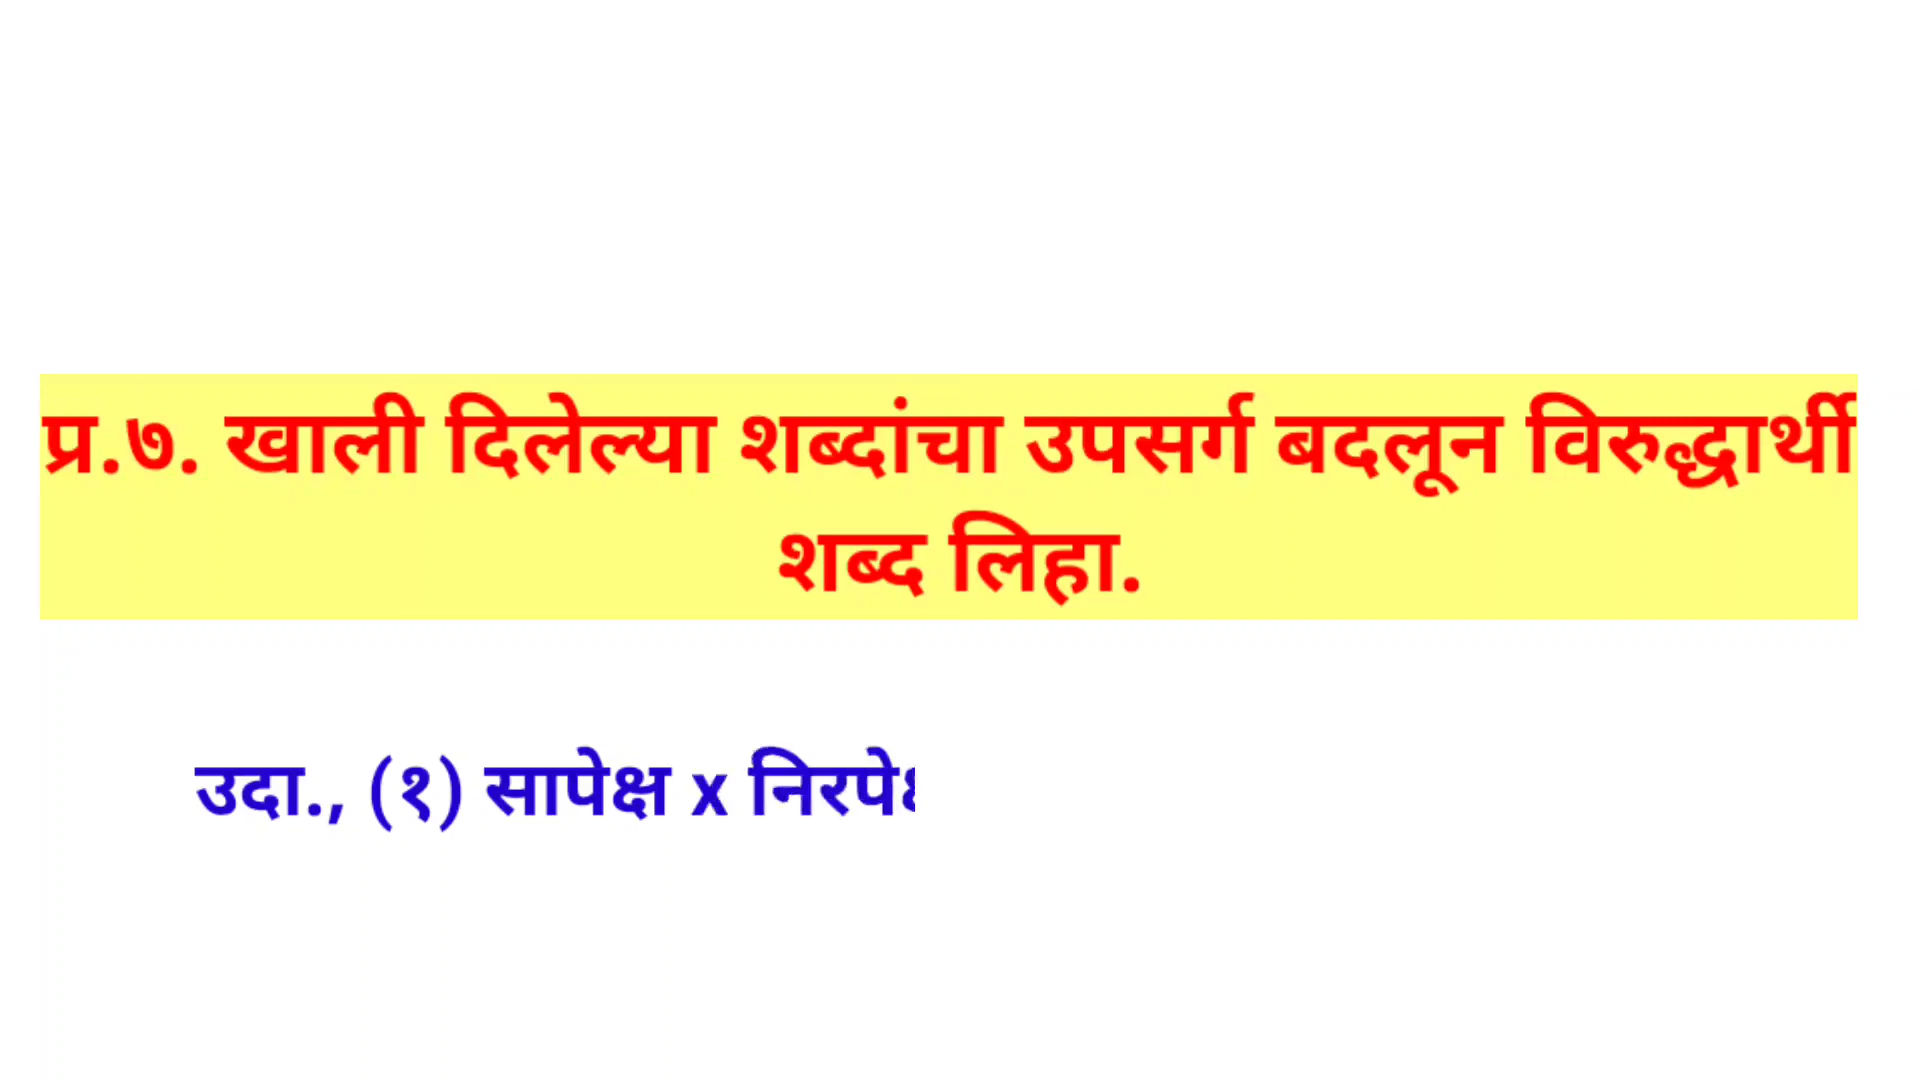 प्र.७. खाली दिलेल्या शब्दांचा उपसर्ग बदलून विरुद्धार्थी
शब्द लिहा.
उदा., (१) सापेक्ष x